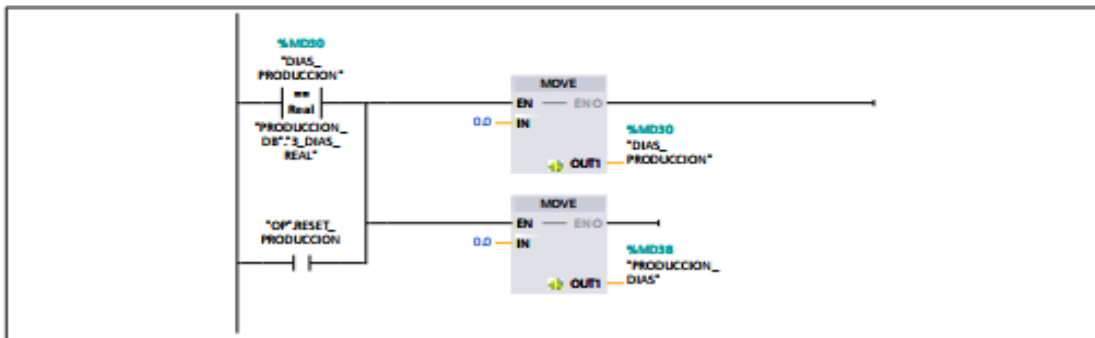 %MD30
"DIAS_
PRODUCCION"
==
Real
"PRODUCCION_
DB"."3_DIAS_
REAL"
MOVE
EN ENO
0.0 IN
%MD30
"DIAS_
OUT1 PRODUCCION"
"OP".RESET_
PRODUCCION
MOVE
EN ENO
0.0 IN
%MD38
"PRODUCCION_
OUT1 DIAS"